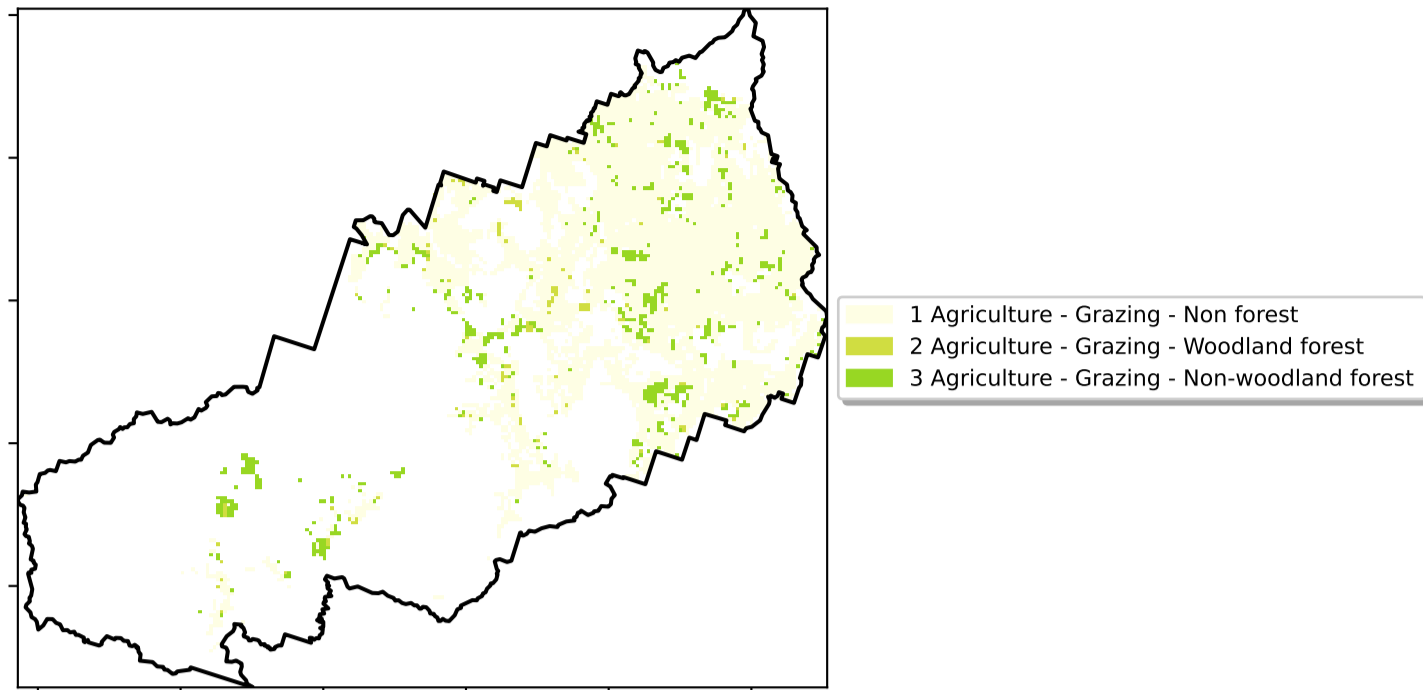 1 Agriculture - Grazing - Non forest
2 Agriculture - Grazing - Woodland forest
3 Agriculture - Grazing - Non-woodland forest